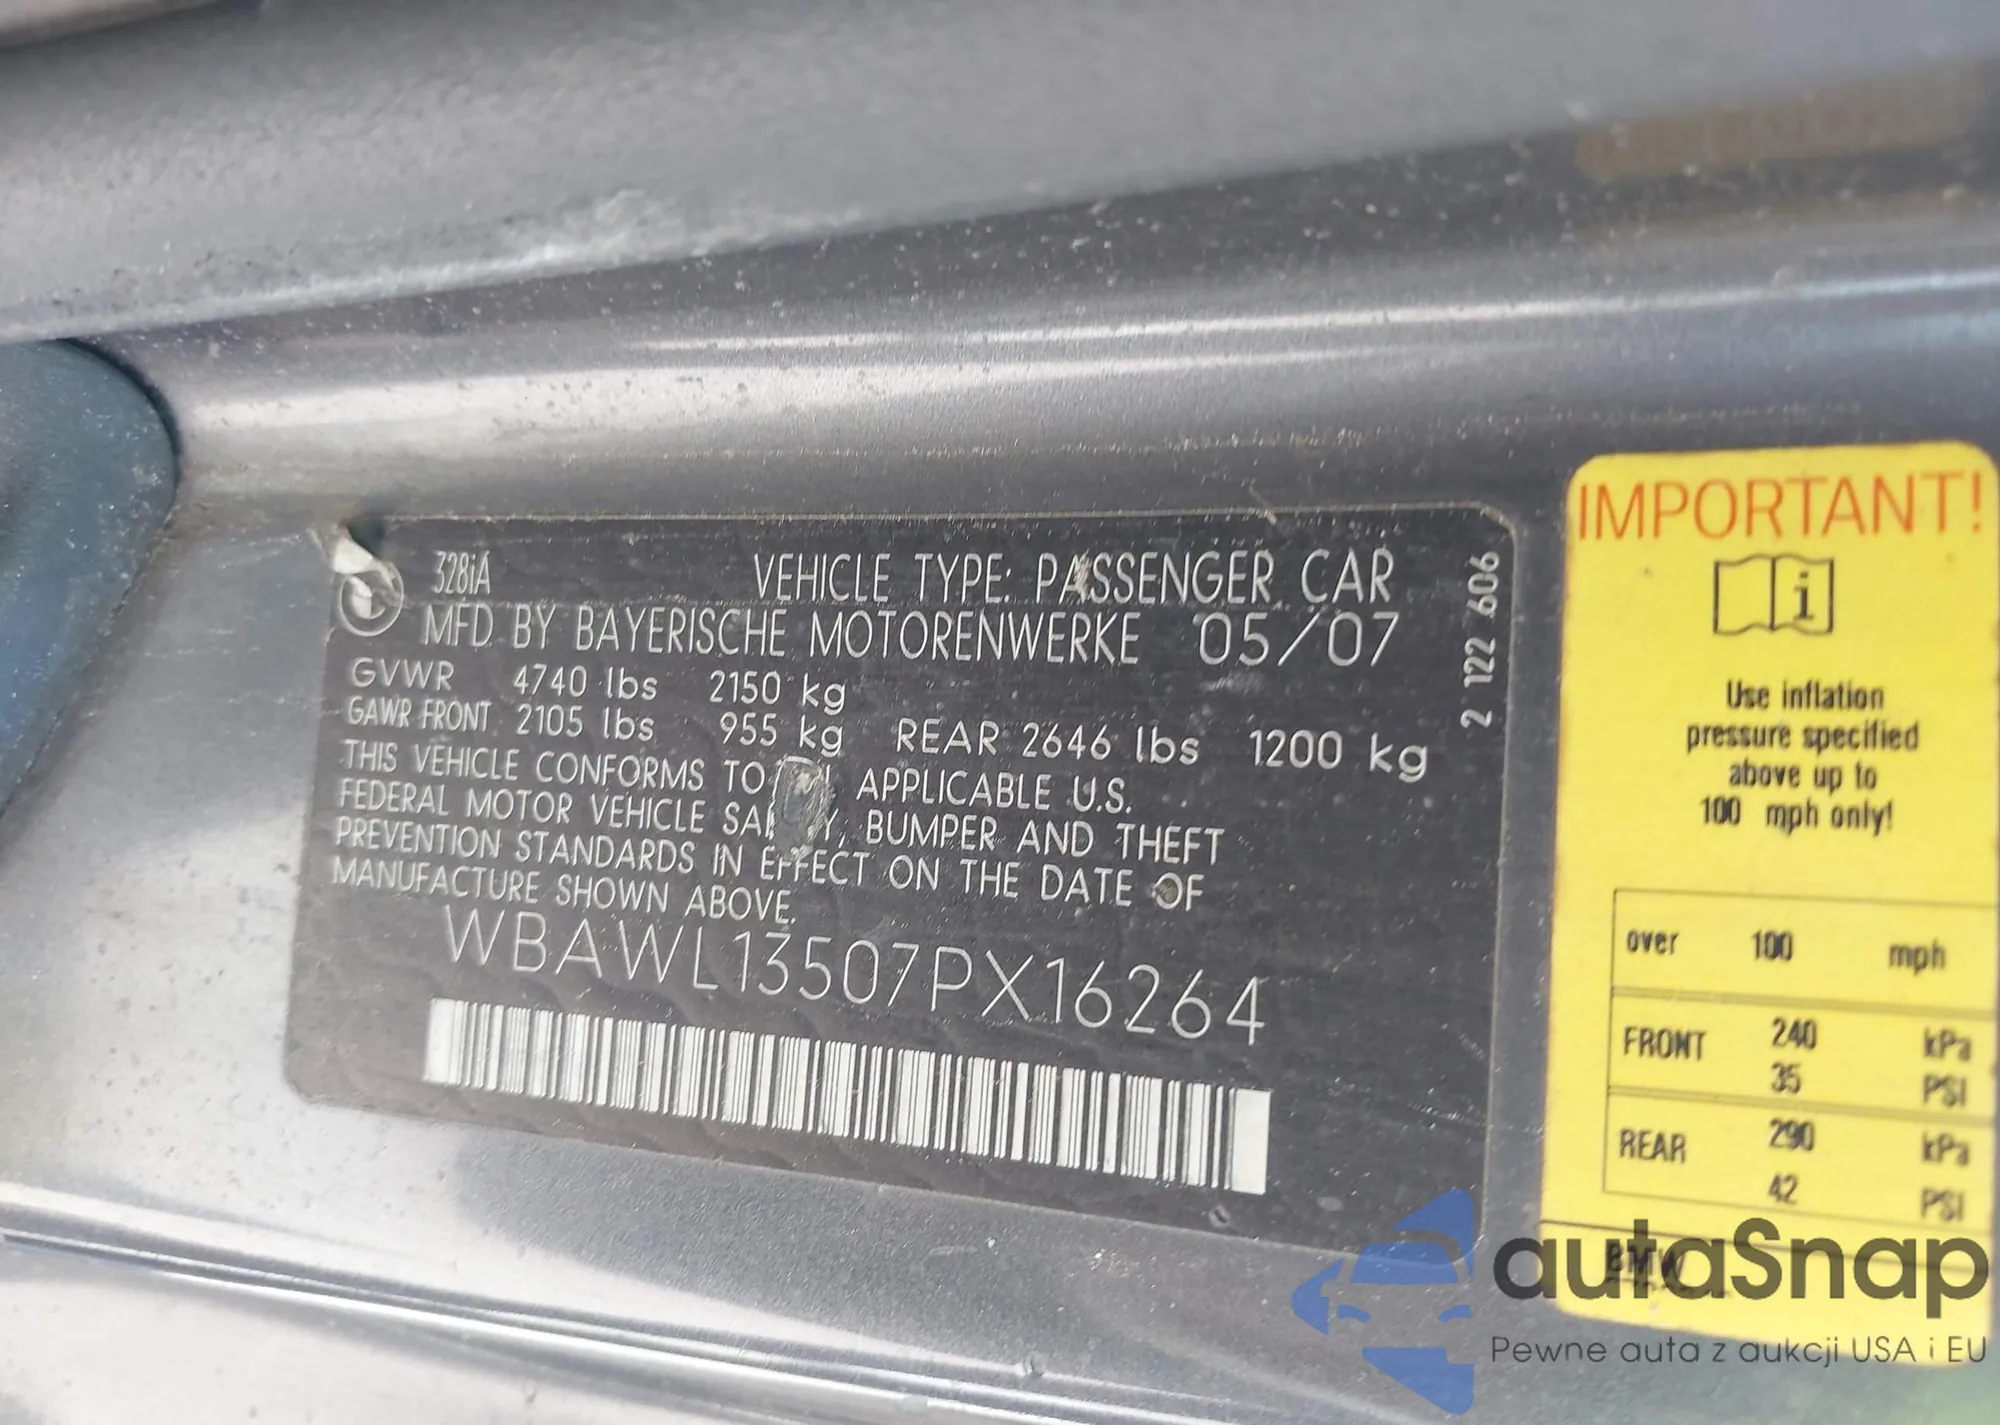 328iA VEHICLE TYPE: PASSENGER CAR
MFD BY BAYERISCHE MOTORENWERKE 05/07
GVWR 4740 lbs 2150 kg
GAWR FRONT 2105 lbs 955 kg REAR 2646 lbs 1200 kg
THIS VEHICLE CONFORMS TO APPLICABLE U.S.
FEDERAL MOTOR VEHICLE BUMPER AND THEFT
PREVENTION STANDARDS IN EFFECT ON THE DATE OF
MANUFACTURE SHOWN ABOVE.
WBAWL13507PX16264
2 122 606
IMPORTANT!
i
Use inflation
pressure specified
above up to
100 mph only!
over 100 mph
FRONT 240 kPa
35 PSI
REAR 290 kPa
42 PSI
BMW
autaSnap
Pewne auta z aukcji USA i EU